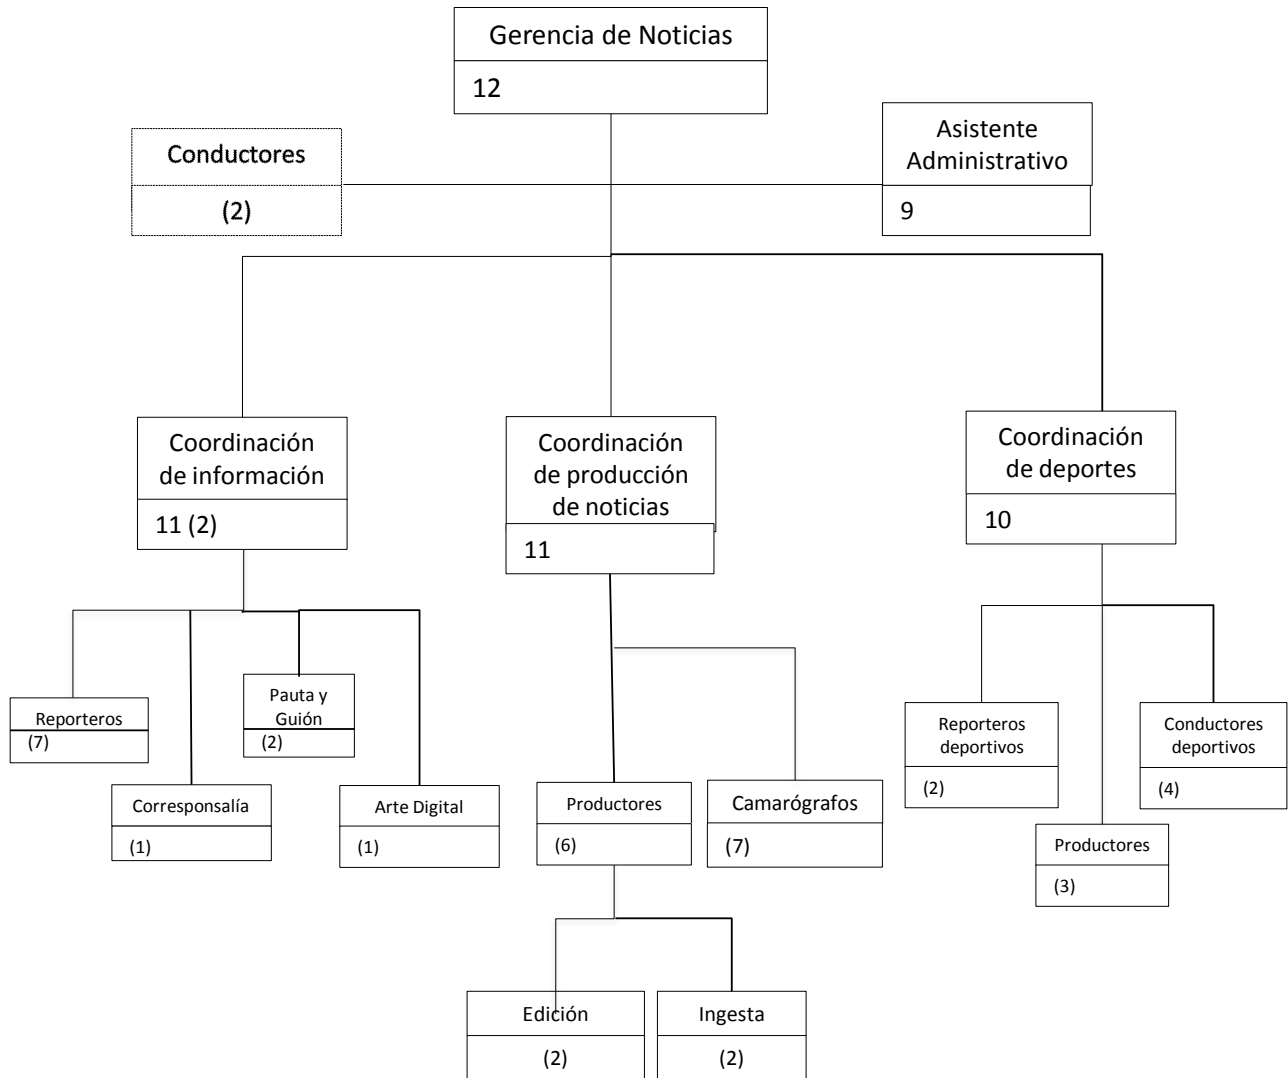 Gerencia de Noticias
12
Conductores
(2)
Asistente
Administrativo
9
Coordinación
de información
11 (2)
Coordinación
de producción
de noticias
11
Coordinación
de deportes
10
Reporteros
(7)
Corresponsalía
(1)
Pauta y
Guión
(2)
Arte Digital
(1)
Productores
(6)
Camarógrafos
(7)
Reporteros
deportivos
(2)
Productores
(3)
Conductores
deportivos
(4)
Edición
(2)
Ingesta
(2)